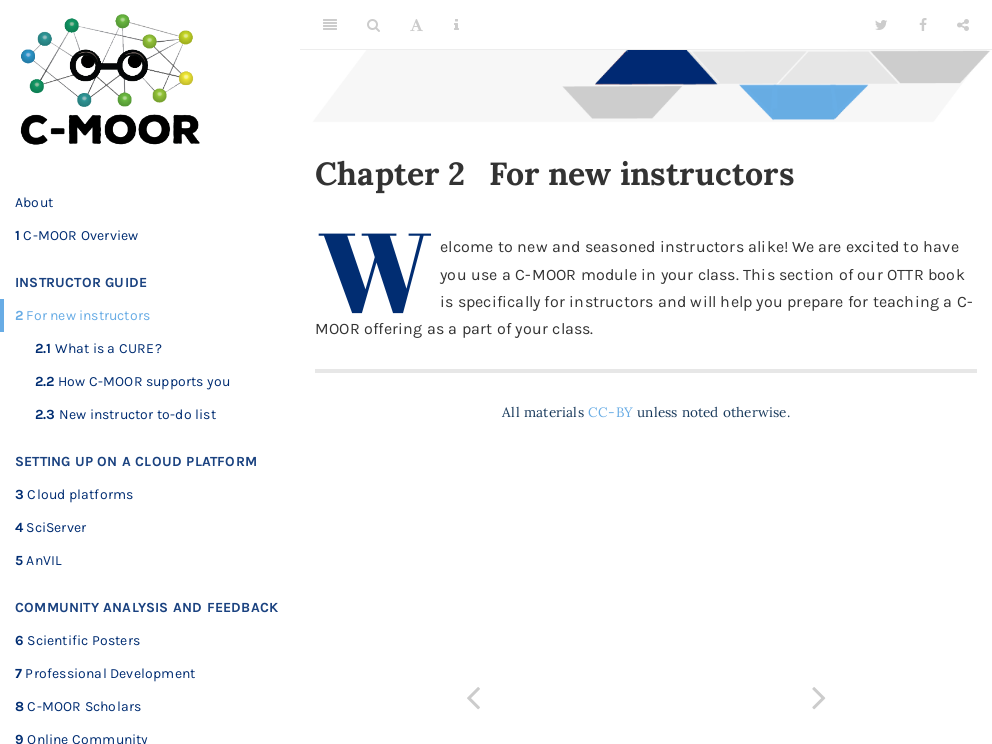 C-MOOR
About
1 C-MOOR Overview
INSTRUCTOR GUIDE
2 For new instructors
2.1 What is a CURE?
2.2 How C-MOOR supports you
2.3 New instructor to-do list
SETTING UP ON A CLOUD PLATFORM
3 Cloud platforms
4 SciServer
5 AnVIL
COMMUNITY ANALYSIS AND FEEDBACK
6 Scientific Posters
7 Professional Development
8 C-MOOR Scholars
9 Online Community
Chapter 2 For new instructors
Welcome to new and seasoned instructors alike! We are excited to have
you use a C-MOOR module in your class. This section of our OTTR book
is specifically for instructors and will help you prepare for teaching a C-
MOOR offering as a part of your class.
All materials CC-BY unless noted otherwise.